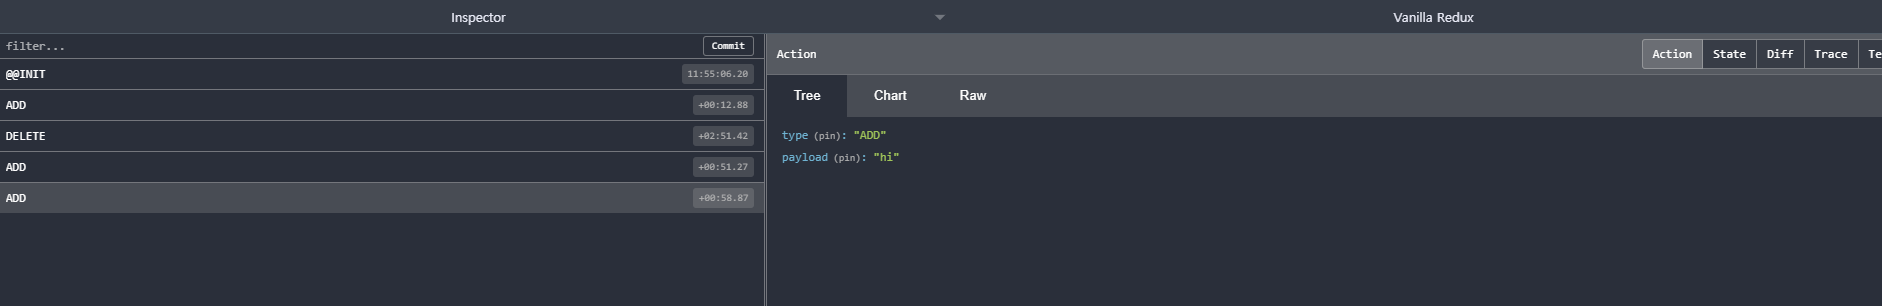 Inspector
Vanilla Redux
filter...
Commit
@@INIT
11:55:06.20
ADD
+00:12.88
DELETE
+02:51.42
ADD
+00:51.27
ADD
+00:58.87
Action
Action State Diff Trace Te
Tree Chart Raw
type (pin): "ADD"
payload (pin): "hi"